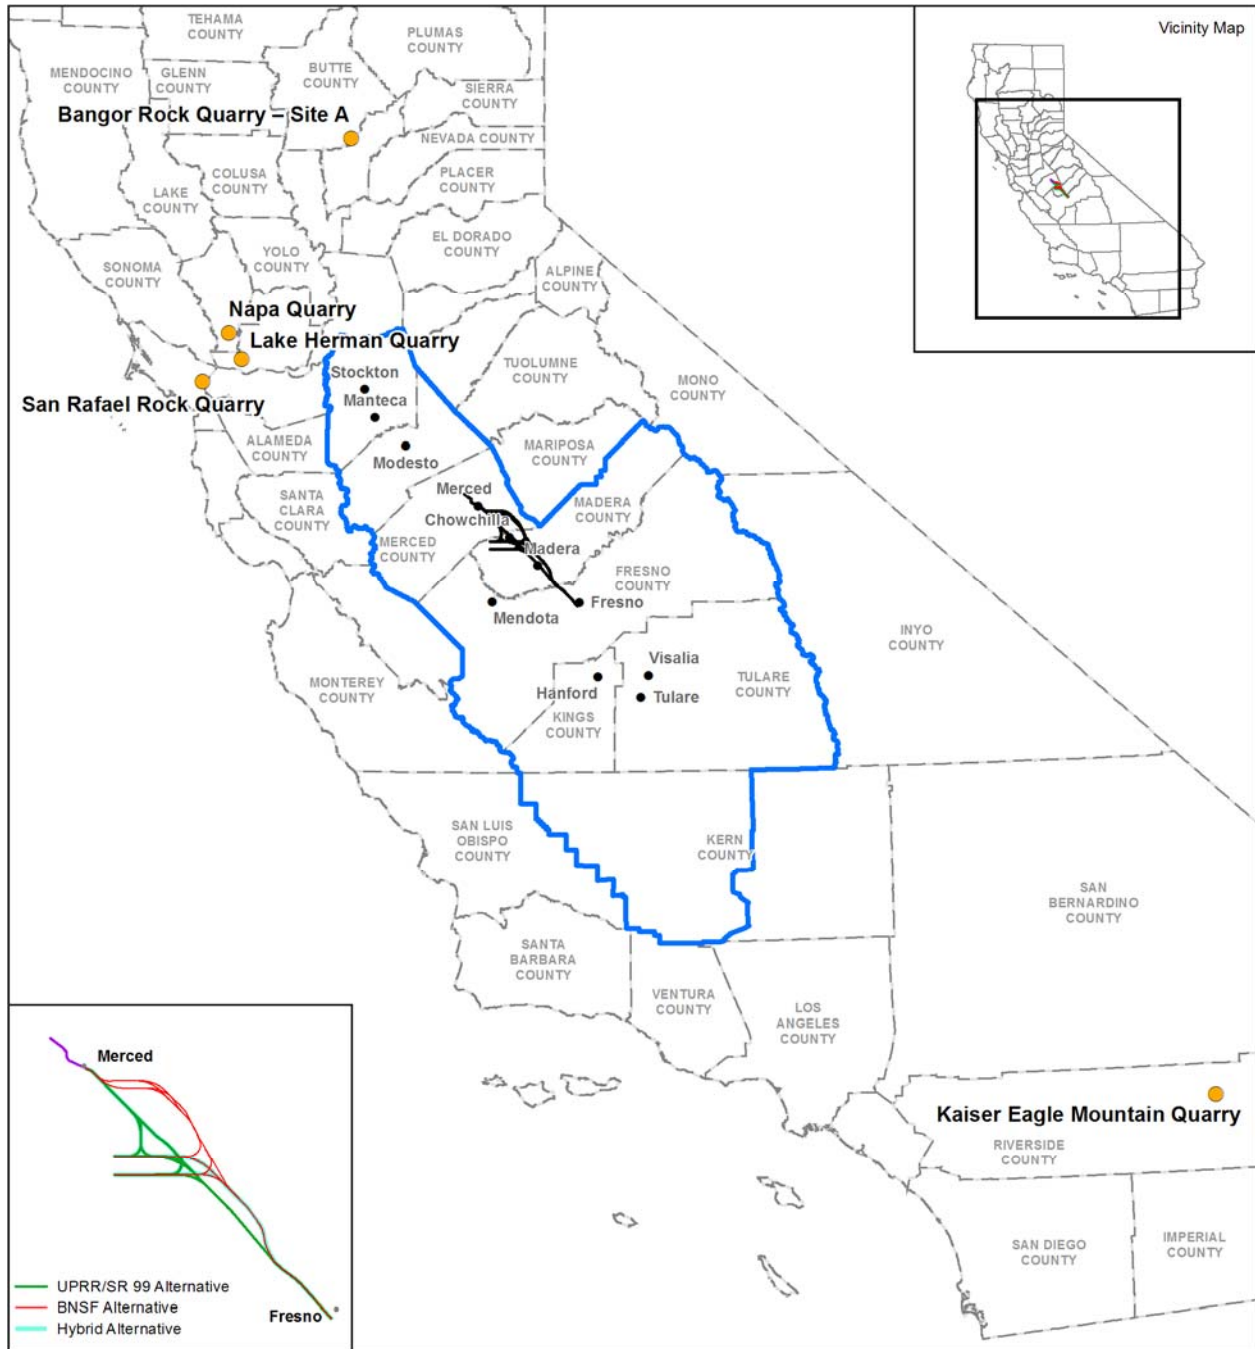 TEHAMA
COUNTY
PLUMAS
COUNTY
Vicinity Map
MENDOCINO
COUNTY
GLENN
COUNTY
BUTTE
COUNTY
SIERRA
COUNTY
Bangor Rock Quarry – Site A
NEVADA COUNTY
COLUSA
COUNTY
PLACER
COUNTY
LAKE
COUNTY
EL DORADO
COUNTY
YOLO
COUNTY
SONOMA
COUNTY
ALPINE
COUNTY
Napa Quarry
Lake Herman Quarry
TUOLUMNE
COUNTY
Stockton
MONO
COUNTY
San Rafael Rock Quarry
Manteca
ALAMEDA
COUNTY
Modesto
MARIPOSA
COUNTY
SANTA
CLARA
COUNTY
Merced
MADERA
COUNTY
Chowchilla
MERCED
COUNTY
Madera
FRESNO
COUNTY
Mendota
Fresno
INYO
COUNTY
Visalia
MONTEREY
COUNTY
Hanford
Tulare
TULARE
COUNTY
KINGS
COUNTY
SAN LUIS
OBISPO
COUNTY
KERN
COUNTY
SAN
BERNARDINO
COUNTY
SANTA
BARBARA
COUNTY
VENTURA
COUNTY
LOS
ANGELES
COUNTY
Kaiser Eagle Mountain Quarry
RIVERSIDE
COUNTY
SAN DIEGO
COUNTY
IMPERIAL
COUNTY
Merced
UPRR/SR 99 Alternative
BNSF Alternative
Hybrid Alternative
Fresno